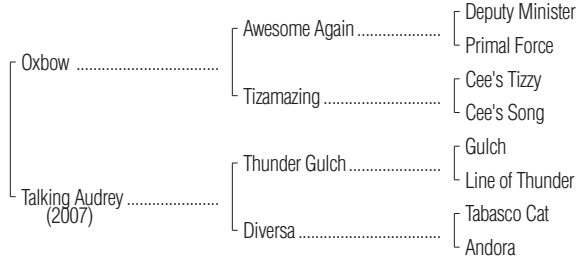 Deputy Minister
Awesome Again ....................
Primal Force
Oxbow ..................................
Cee's Tizzy
Tizamazing ..................................
Cee's Song
Gulch
Thunder Gulch ......................
Line of Thunder
Talking Audrey ......................
(2007)
Tabasco Cat
Diversa ..................................
Andora